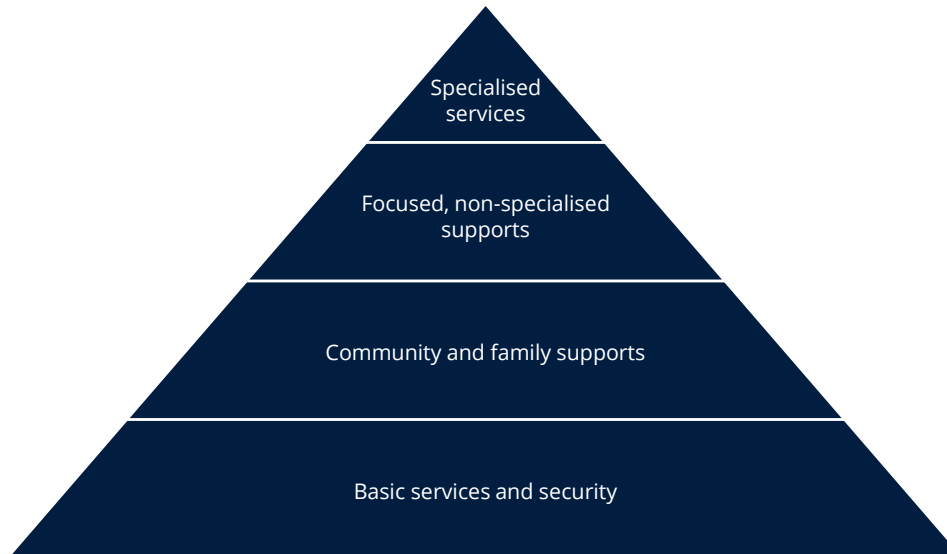 Specialised
services
Focused, non-specialised
supports
Community and family supports
Basic services and security